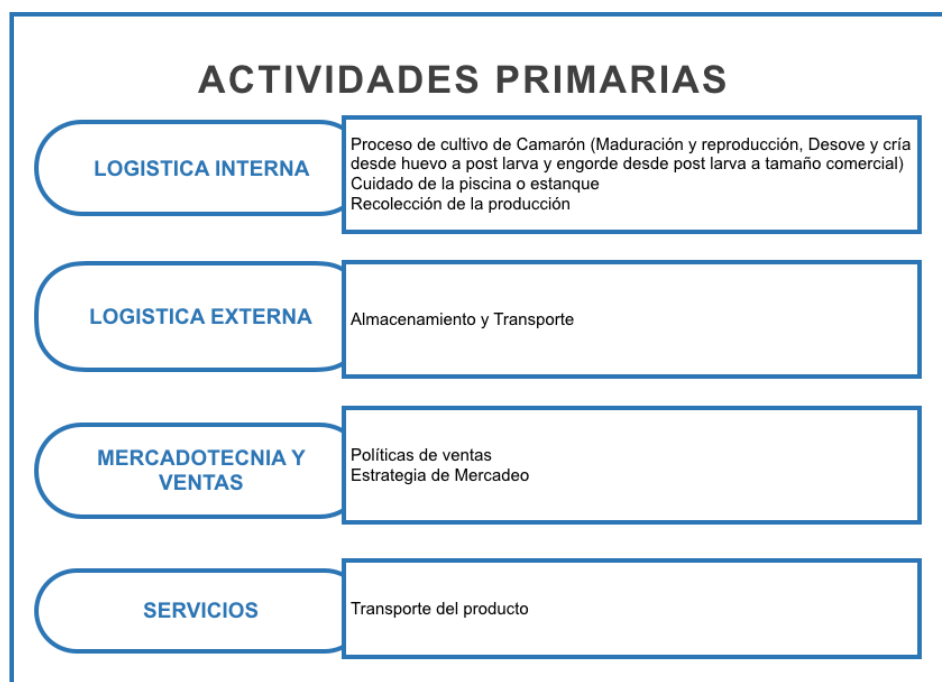 ACTIVIDADES PRIMARIAS
LOGISTICA INTERNA
Proceso de cultivo de Camarón (Maduración y reproducción, Desove y cría
desde huevo a post larva y engorde desde post larva a tamaño comercial)
Cuidado de la piscina o estanque
Recolección de la producción
LOGISTICA EXTERNA
Almacenamiento y Transporte
MERCADOTECNIA Y
VENTAS
Políticas de ventas
Estrategia de Mercadeo
SERVICIOS
Transporte del producto